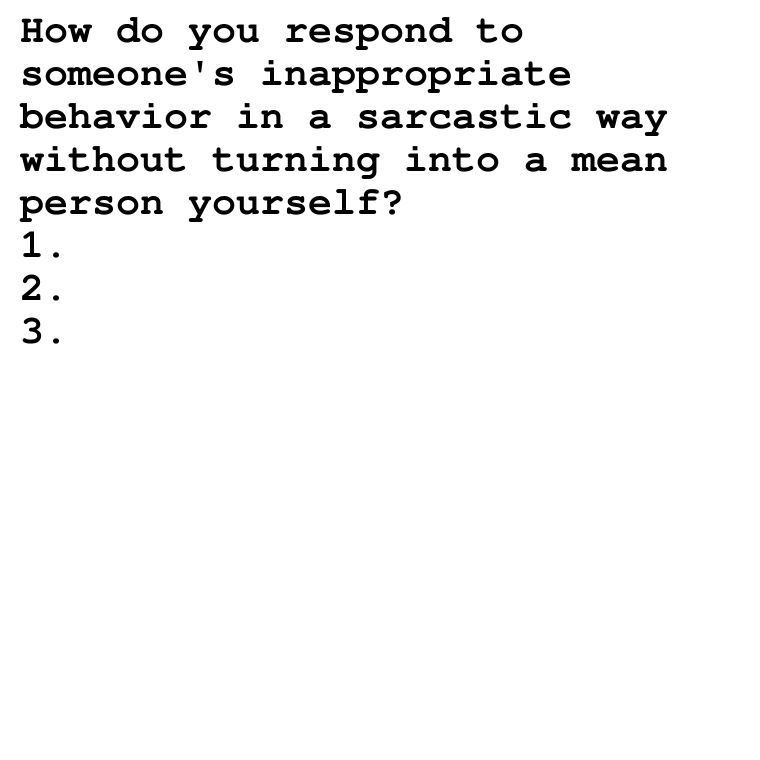 How do you respond to
someone's inappropriate
behavior in a sarcastic way
without turning into a mean
person yourself?
1.
2.
3.